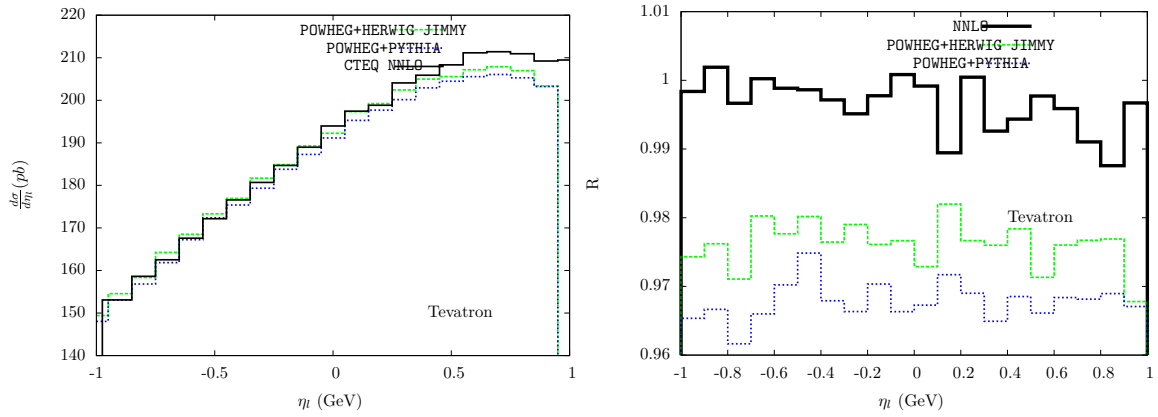 POWHEG+HERWIG JIMMY
POWHEG+PYTHIA
CTEQ NNLO
dσ/dηl (pb)
220
210
200
190
180
170
160
150
140
Tevatron
-1
-0.5
0
0.5
1
ηl (GeV)
NNLO
POWHEG+HERWIG JIMMY
POWHEG+PYTHIA
R
1.01
1
0.99
0.98
0.97
0.96
Tevatron
-1
-0.8
-0.6
-0.4
-0.2
0
0.2
0.4
0.6
0.8
1
ηl (GeV)